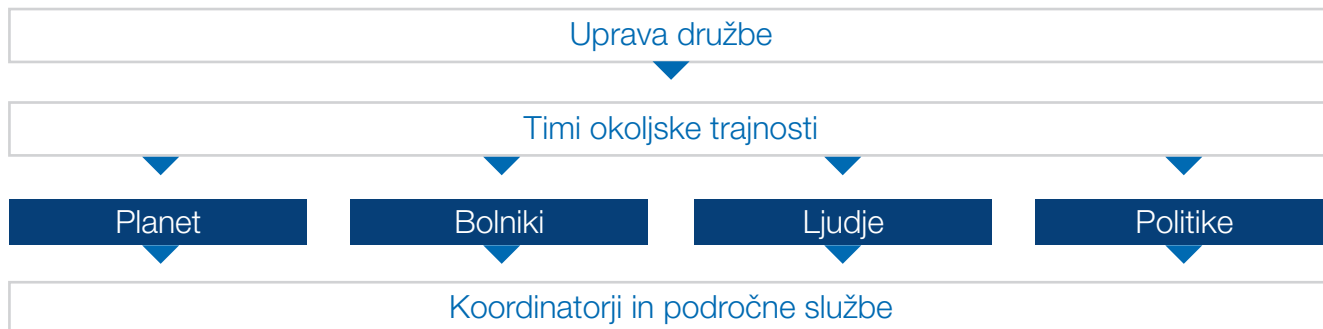 Uprava družbe
Timi okoljske trajnosti
Planet
Bolniki
Ljudje
Politike
Koordinatorji in področne službe